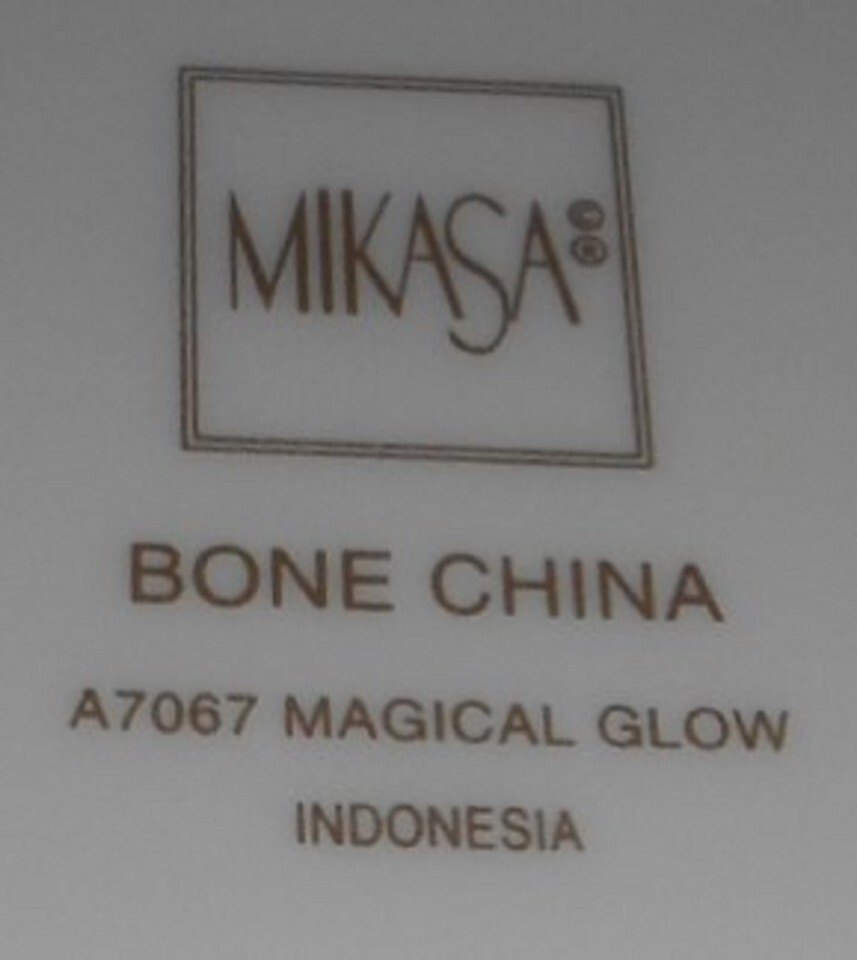 MIKASA©®
BONE CHINA
A7067 MAGICAL GLOW
INDONESIA